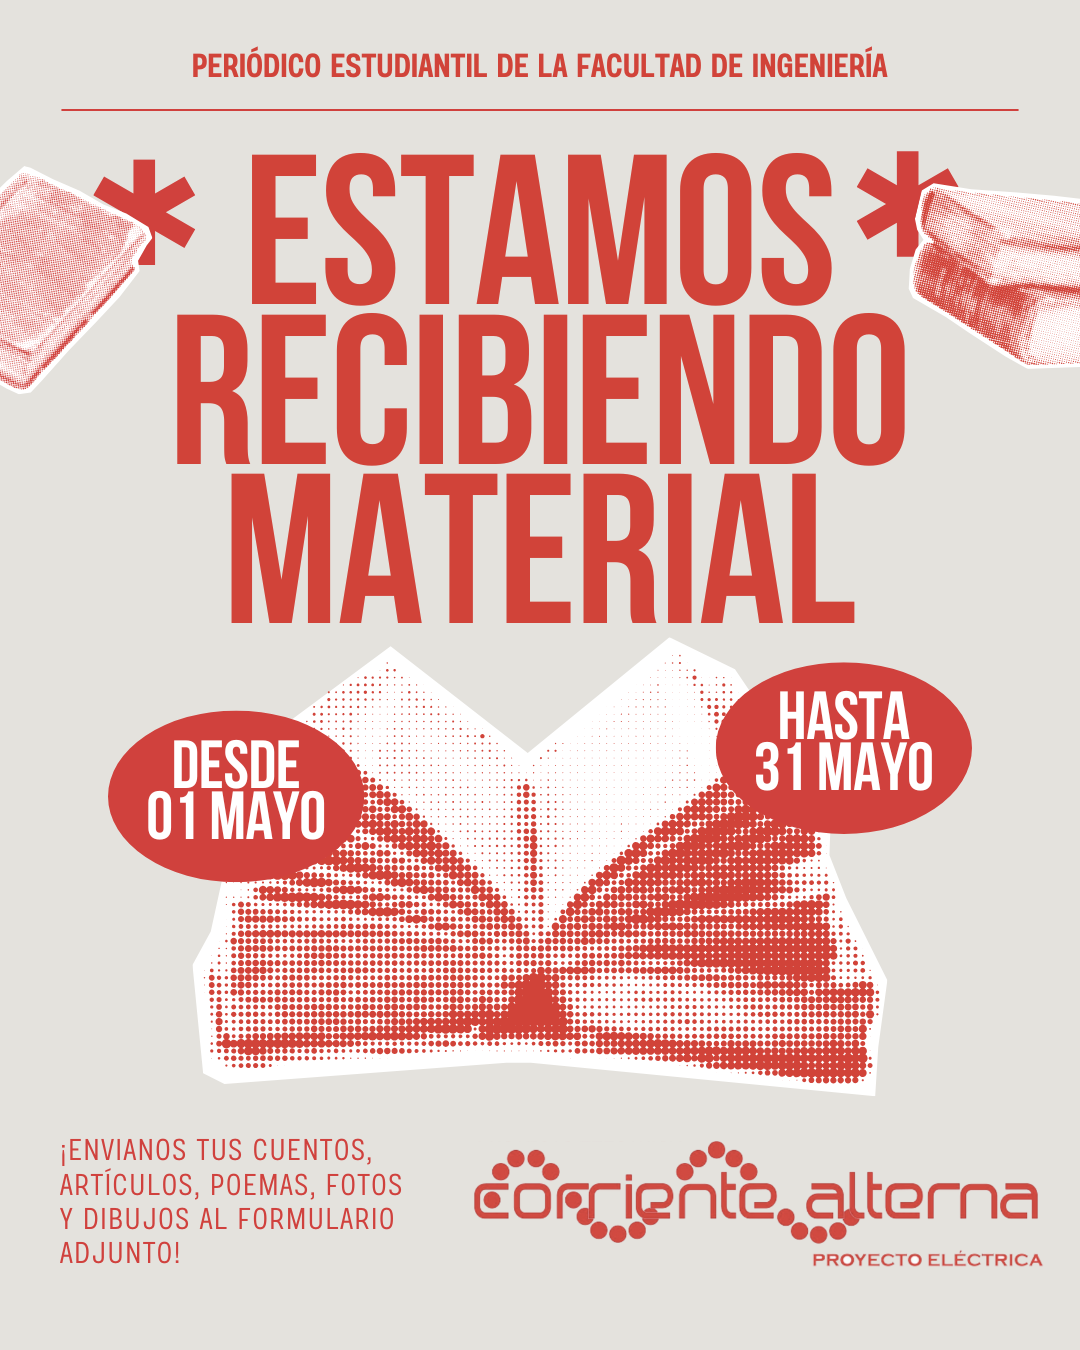 PERIÓDICO ESTUDIANTIL DE LA FACULTAD DE INGENIERÍA
* ESTAMOS *
RECIBIENDO
MATERIAL
DESDE
01 MAYO
HASTA
31 MAYO
¡ENVIANOS TUS CUENTOS,
ARTÍCULOS, POEMAS, FOTOS
Y DIBUJOS AL FORMULARIO
ADJUNTO!
corriente alterna
PROYECTO ELÉCTRICA